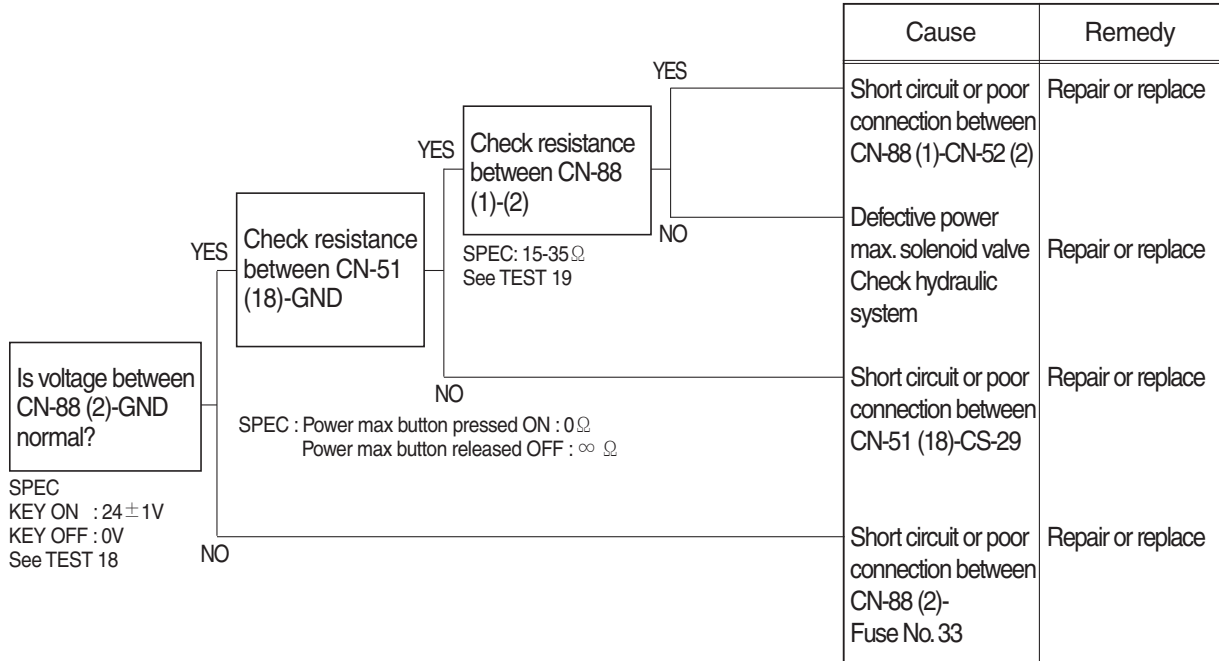 Cause
Remedy
YES
Short circuit or poor
connection between
CN-88 (1)-CN-52 (2)
Repair or replace
YES
Check resistance
between CN-88
(1)-(2)
NO
SPEC: 15-35Ω
See TEST 19
Defective power
max. solenoid valve
Check hydraulic
system
Repair or replace
YES
Check resistance
between CN-51
(18)-GND
NO
SPEC : Power max button pressed ON : 0Ω
Power max button released OFF : ∞ Ω
Short circuit or poor
connection between
CN-51 (18)-CS-29
Repair or replace
Is voltage between
CN-88 (2)-GND
normal?
SPEC
KEY ON : 24±1V
KEY OFF : 0V
See TEST 18
NO
Short circuit or poor
connection between
CN-88 (2)-
Fuse No. 33
Repair or replace